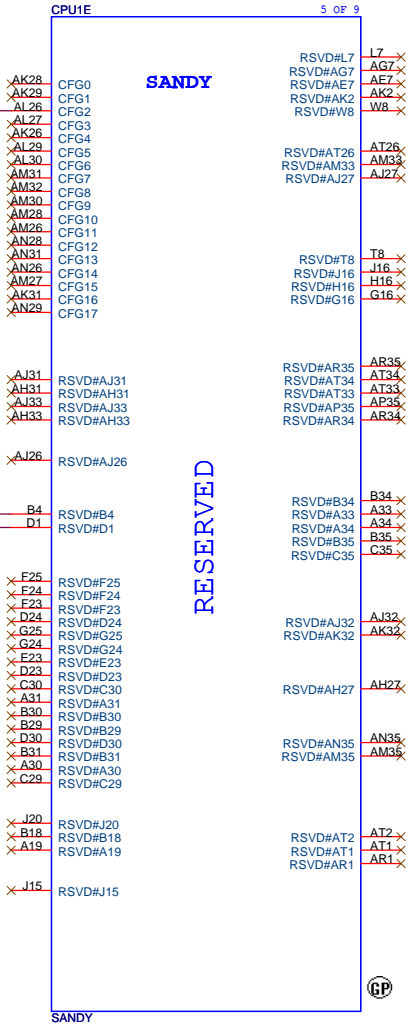 CPU1E 5 OF 9
SANDY
AK28 CFG0
AK29 CFG1
AL26 CFG2
AL27 CFG3
AK26 CFG4
AL29 CFG5
AL30 CFG6
AM31 CFG7
AM32 CFG8
AM30 CFG9
AM28 CFG10
AM26 CFG11
AN28 CFG12
AN31 CFG13
AN26 CFG14
AM27 CFG15
AK31 CFG16
AN29 CFG17
AJ31 RSVD#AJ31
AH31 RSVD#AH31
AJ33 RSVD#AJ33
AH33 RSVD#AH33
AJ26 RSVD#AJ26
B4 RSVD#B4
D1 RSVD#D1
F25 RSVD#F25
F24 RSVD#F24
F23 RSVD#F23
D24 RSVD#D24
G25 RSVD#G25
G24 RSVD#G24
E23 RSVD#E23
D23 RSVD#D23
C30 RSVD#C30
A31 RSVD#A31
B30 RSVD#B30
B29 RSVD#B29
D30 RSVD#D30
B31 RSVD#B31
A30 RSVD#A30
C29 RSVD#C29
J20 RSVD#J20
B18 RSVD#B18
A19 RSVD#A19
J15 RSVD#J15
RESERVED
RSVD#L7 L7
RSVD#AG7 AG7
RSVD#AE7 AE7
RSVD#AK2 AK2
RSVD#W8 W8
RSVD#AT26 AT26
RSVD#AM33 AM33
RSVD#AJ27 AJ27
RSVD#T8 T8
RSVD#J16 J16
RSVD#H16 H16
RSVD#G16 G16
RSVD#AR35 AR35
RSVD#AT34 AT34
RSVD#AT33 AT33
RSVD#AP35 AP35
RSVD#AR34 AR34
RSVD#B34 B34
RSVD#A33 A33
RSVD#A34 A34
RSVD#B35 B35
RSVD#C35 C35
RSVD#AJ32 AJ32
RSVD#AK32 AK32
RSVD#AH27 AH27
RSVD#AN35 AN35
RSVD#AM35 AM35
RSVD#AT2 AT2
RSVD#AT1 AT1
RSVD#AR1 AR1
GP
SANDY